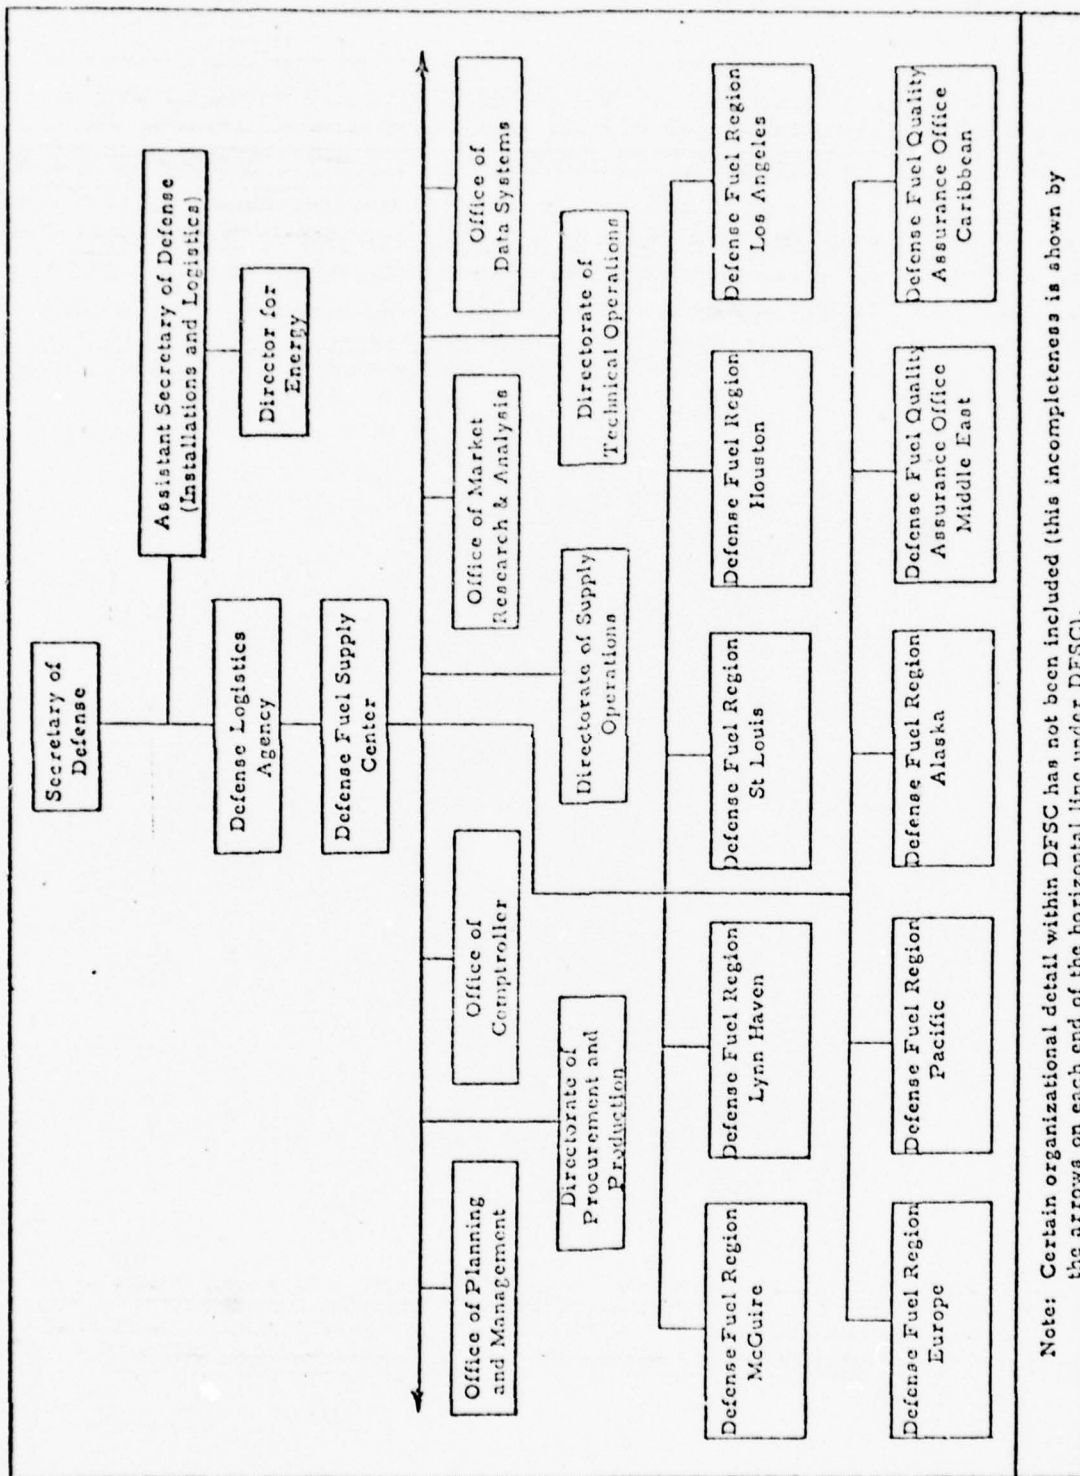 Secretary of
Defense
Assistant Secretary of Defense
(Installations and Logistics)
Director for
Energy
Defense Logistics
Agency
Defense Fuel Supply
Center
Office of Planning
and Management
Office of
Comptroller
Office of Market
Research & Analysis
Office of
Data Systems
Directorate of
Procurement and
Production
Directorate of Supply
Operations
Directorate of
Technical Operations
Defense Fuel Region
McGuire
Defense Fuel Region
Lynn Haven
Defense Fuel Region
St Louis
Defense Fuel Region
Houston
Defense Fuel Region
Los Angeles
Defense Fuel Region
Europe
Defense Fuel Region
Pacific
Defense Fuel Region
Alaska
Defense Fuel Quality
Assurance Office
Middle East
Defense Fuel Quality
Assurance Office
Caribbean
Note: Certain organizational detail within DFSC has not been included (this incompleteness is shown by
the arrows on each end of the horizontal line under DFSC).